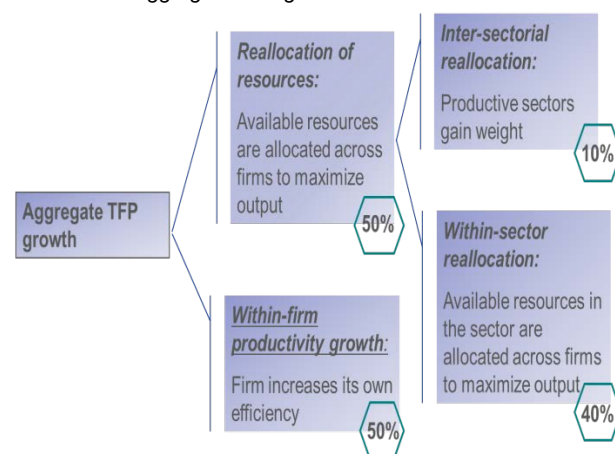 Reallocation of
resources:
Available resources
are allocated across
firms to maximize
output
50%
Inter-sectorial
reallocation:
Productive sectors
gain weight
10%
Aggregate TFP
growth
Within-sector
reallocation:
Available resources in
the sector are
allocated across firms
to maximize output
40%
Within-firm
productivity growth:
Firm increases its own
efficiency
50%